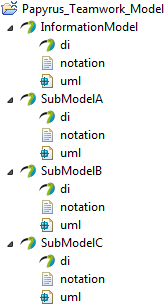 Papyrus_Teamwork_Model
InformationModel
di
notation
uml
SubModelA
di
notation
uml
SubModelB
di
notation
uml
SubModelC
di
notation
uml